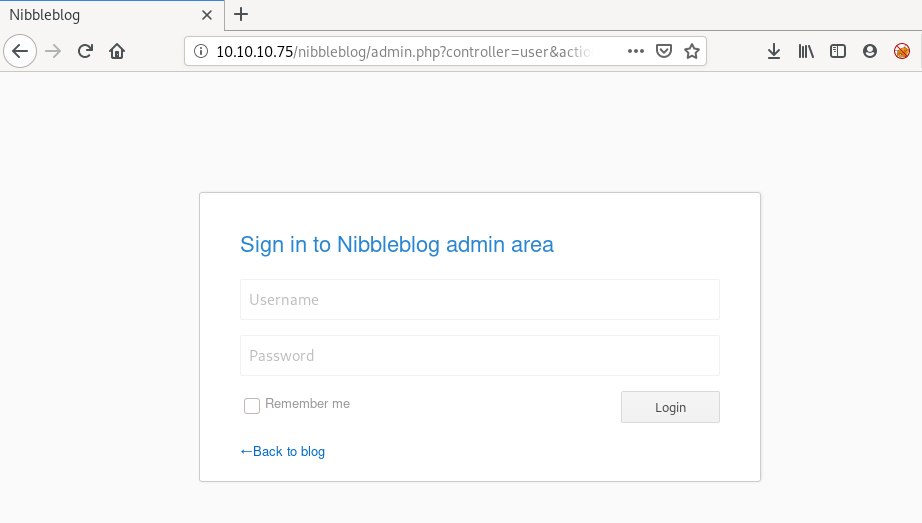 Nibbleblog
10.10.10.75/nibbleblog/admin.php?controller=user&actio
Sign in to Nibbleblog admin area
Username
Password
Remember me
Login
←Back to blog